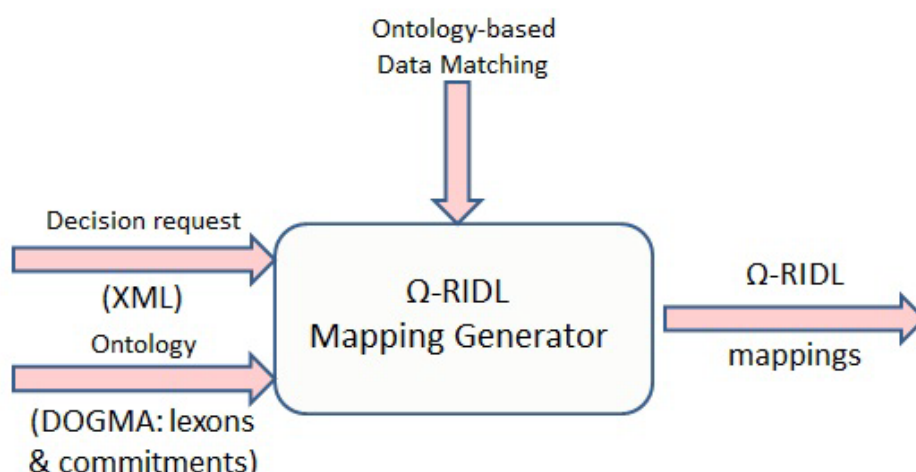 Ontology-based
Data Matching
Decision request
(XML)
Ontology
(DOGMA: lexons
& commitments)
Ω-RIDL
Mapping Generator
Ω-RIDL
mappings